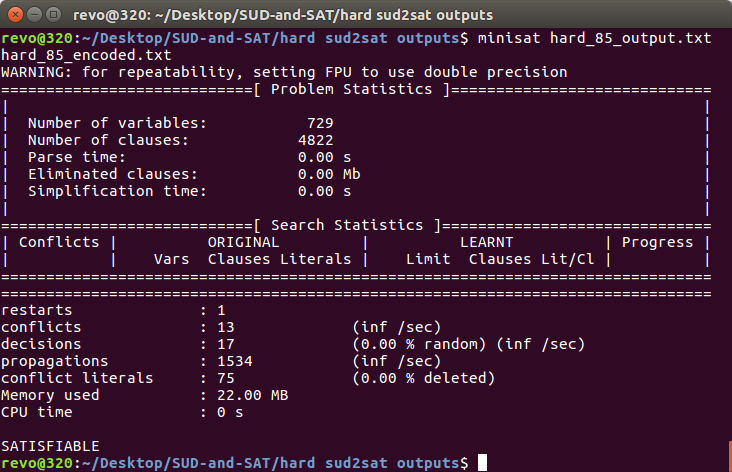 revo@320: ~/Desktop/SUD-and-SAT/hard sud2sat outputs
revo@320:~/Desktop/SUD-and-SAT/hard sud2sat outputs$ minisat hard_85_output.txt
hard_85_encoded.txt
WARNING: for repeatability, setting FPU to use double precision
============================[ Problem Statistics ]=============================
|                                                                             |
|  Number of variables:           729                                         |
|  Number of clauses:            4822                                         |
|  Parse time:                   0.00 s                                       |
|  Eliminated clauses:           0.00 Mb                                      |
|  Simplification time:          0.00 s                                       |
|                                                                             |
============================[ Search Statistics ]==============================
| Conflicts |          ORIGINAL         |          LEARNT          | Progress |
|           |    Vars  Clauses Literals |    Limit  Clauses Lit/Cl |          |
===============================================================================
===============================================================================
restarts              : 1
conflicts             : 13             (inf /sec)
decisions             : 17             (0.00 % random) (inf /sec)
propagations          : 1534           (inf /sec)
conflict literals     : 75             (0.00 % deleted)
Memory used           : 22.00 MB
CPU time              : 0 s

SATISFIABLE
revo@320:~/Desktop/SUD-and-SAT/hard sud2sat outputs$